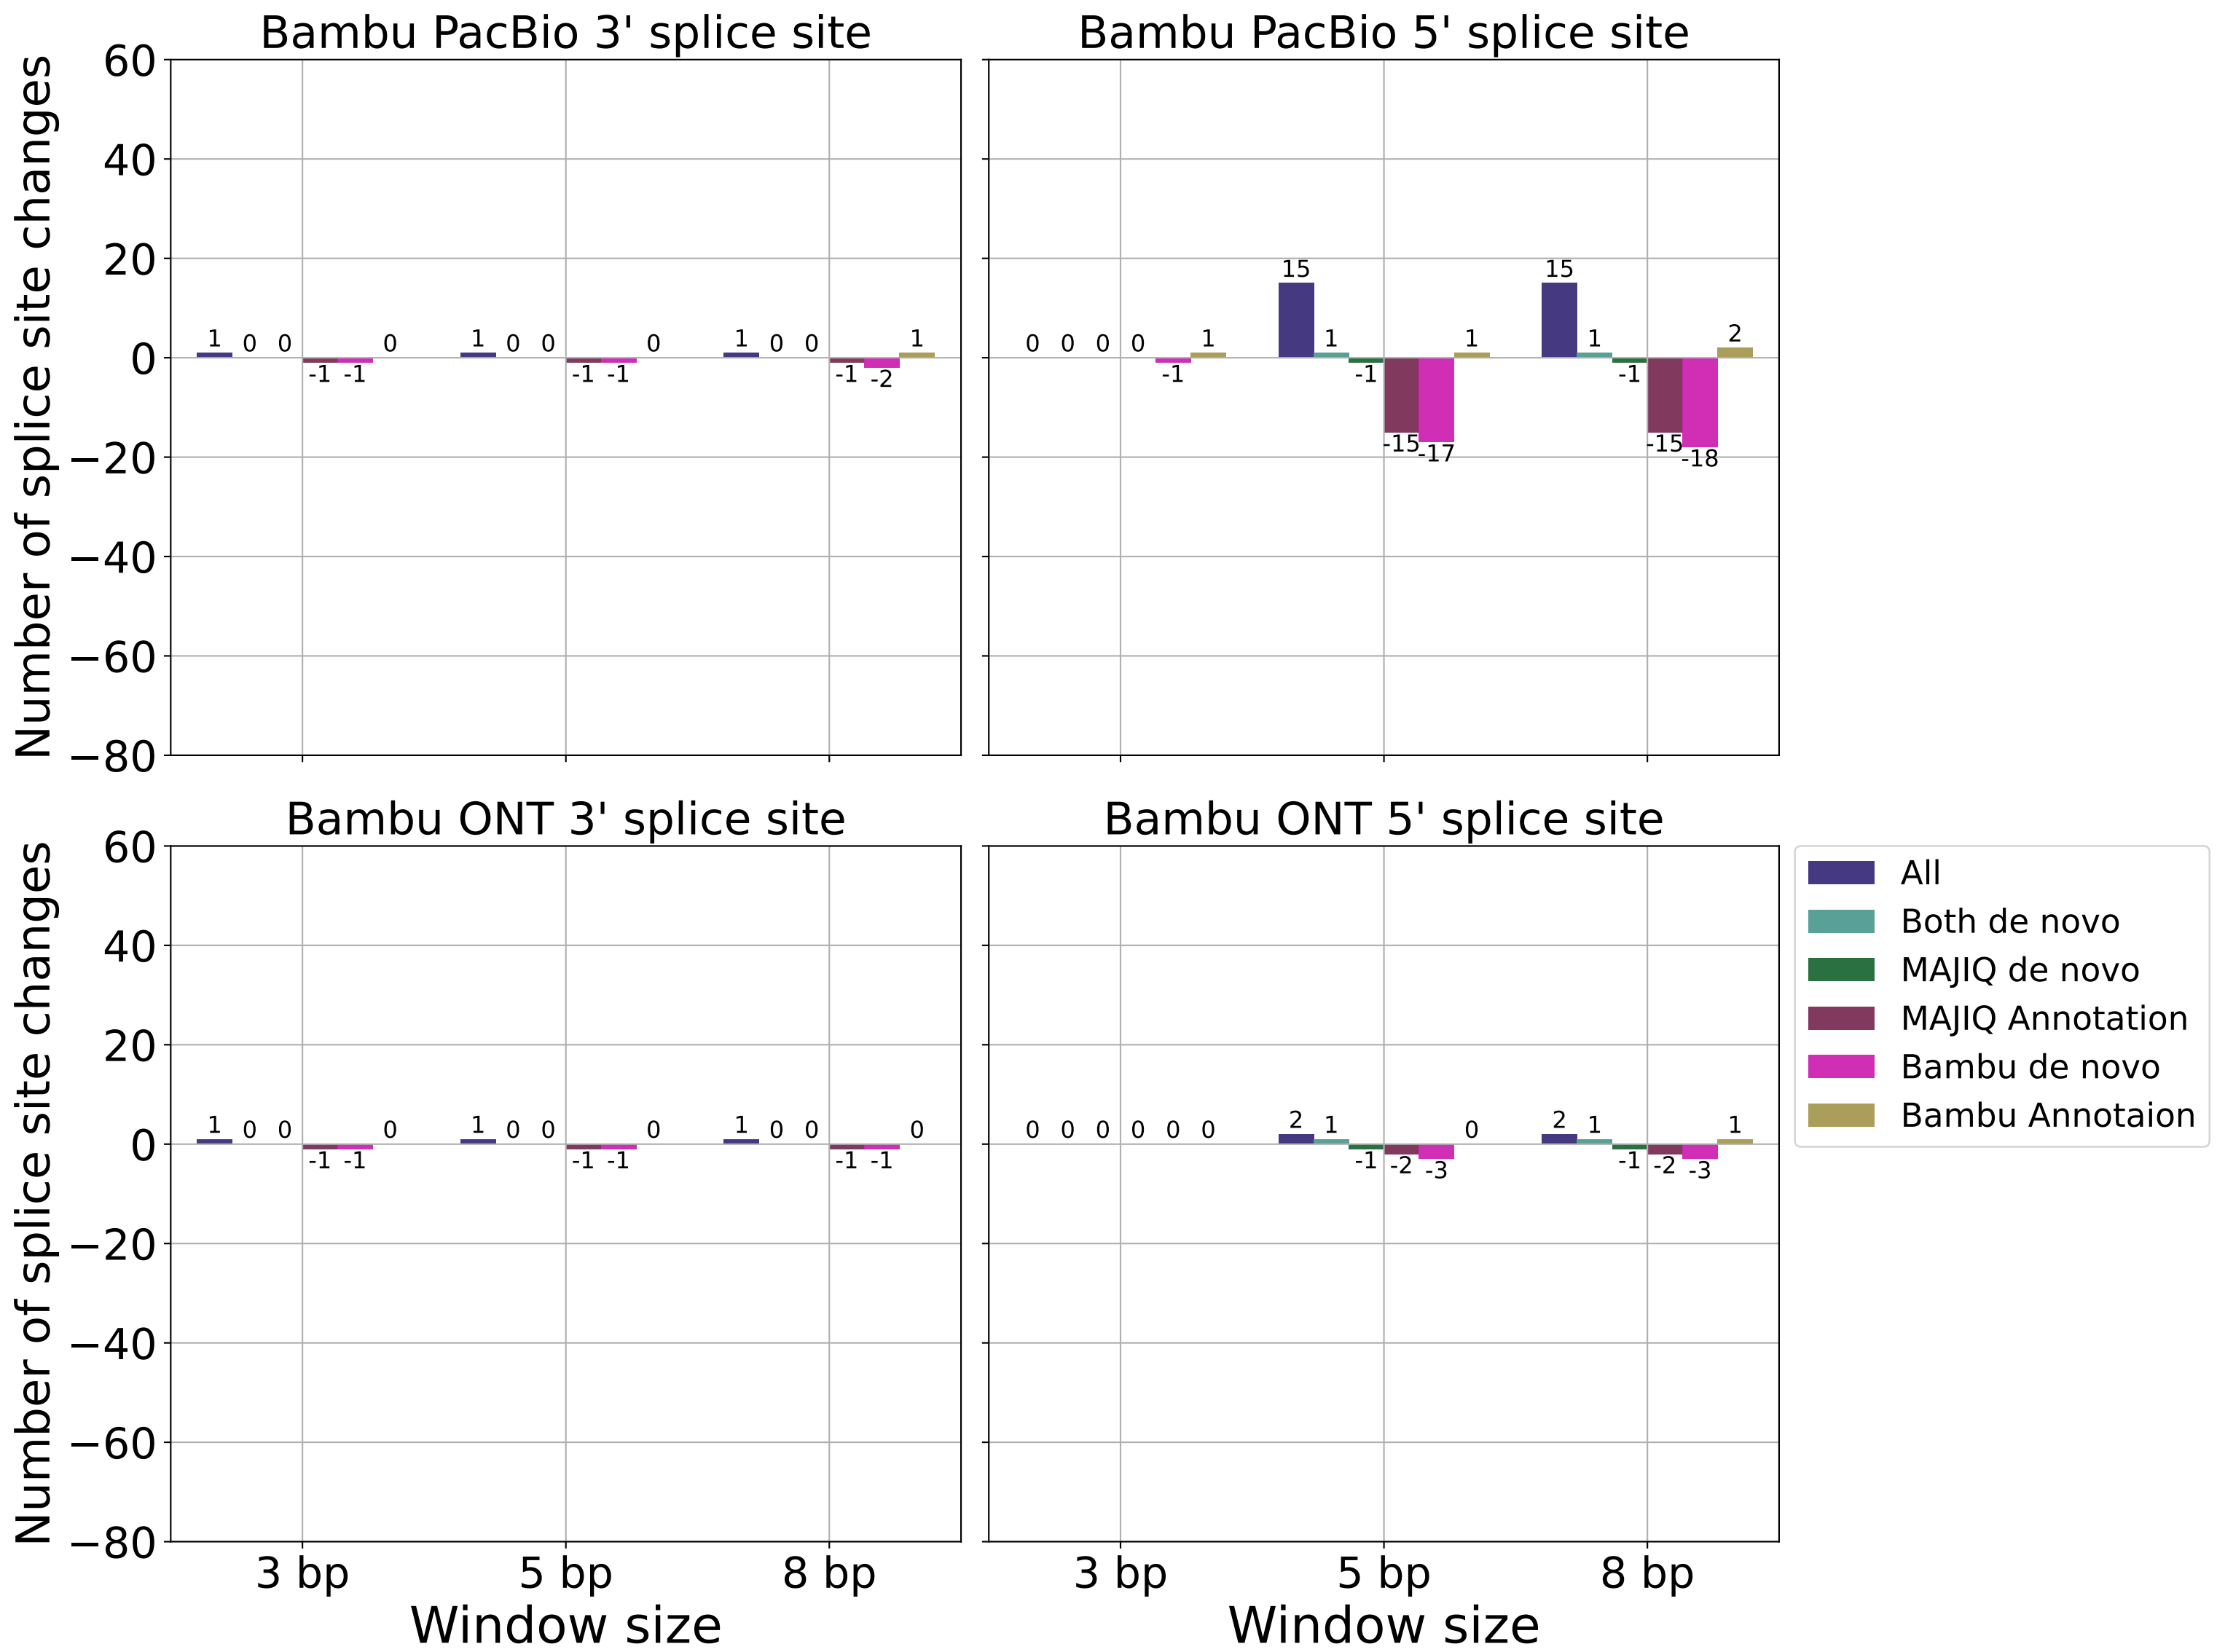 Bambu PacBio 3' splice site
Bambu PacBio 5' splice site
Number of splice site changes
60
40
20
0
−20
−40
−60
−80
1 0 0 -1 -1 0
1 0 0 -1 -1 0
1 0 0 -1 -2 1
0 0 0 0 -1 1
15 1 -1 -15 -17 1
15 1 -1 -15 -18 2
Bambu ONT 3' splice site
Bambu ONT 5' splice site
Number of splice site changes
60
40
20
0
−20
−40
−60
−80
1 0 0 -1 -1 0
1 0 0 -1 -1 0
1 0 0 -1 -1 0
0 0 0 0 0 0
2 1 -1 -2 -3 0
2 1 -1 -2 -3 1
3 bp 5 bp 8 bp
Window size
3 bp 5 bp 8 bp
Window size
All
Both de novo
MAJIQ de novo
MAJIQ Annotation
Bambu de novo
Bambu Annotaion